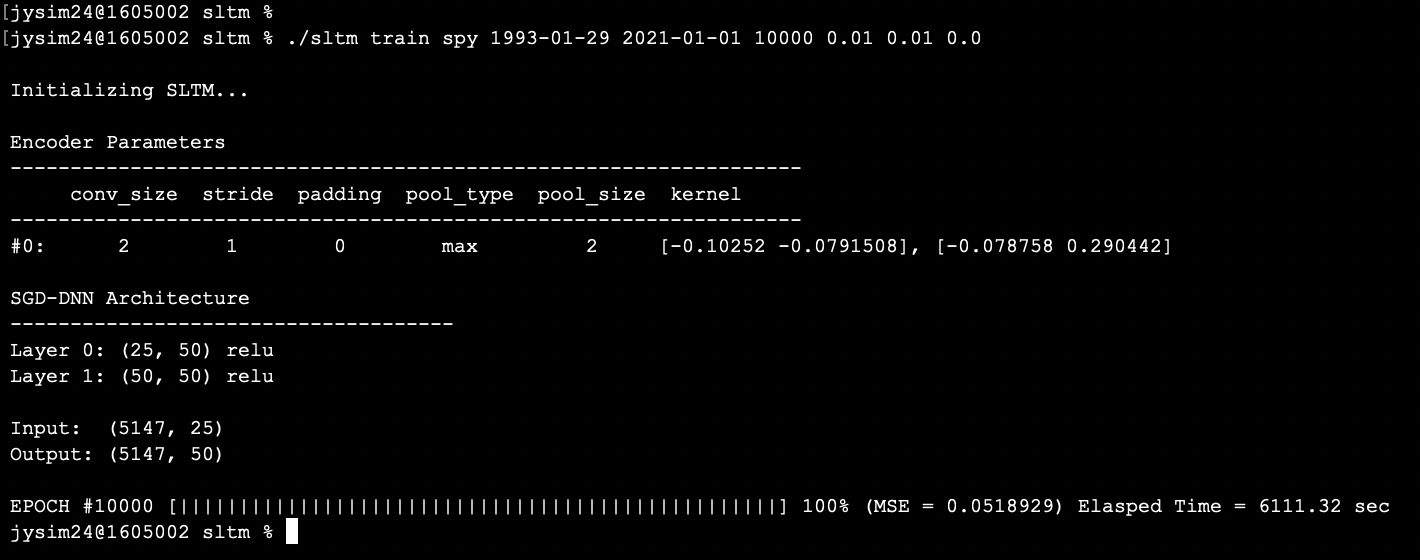 [jysim24@1605002 sltm %
[jysim24@1605002 sltm % ./sltm train spy 1993-01-29 2021-01-01 10000 0.01 0.01 0.0
Initializing SLTM...
Encoder Parameters
------------------------------------------------------------------
conv_size stride padding pool_type pool_size kernel
------------------------------------------------------------------
#0: 2 1 0 max 2 [-0.10252 -0.0791508], [-0.078758 0.290442]
SGD-DNN Architecture
-------------------------------------
Layer 0: (25, 50) relu
Layer 1: (50, 50) relu
Input: (5147, 25)
Output: (5147, 50)
EPOCH #10000 [||||||||||||||||||||||||||||||||||||||||||||||||||] 100% (MSE = 0.0518929) Elasped Time = 6111.32 sec
jysim24@1605002 sltm %